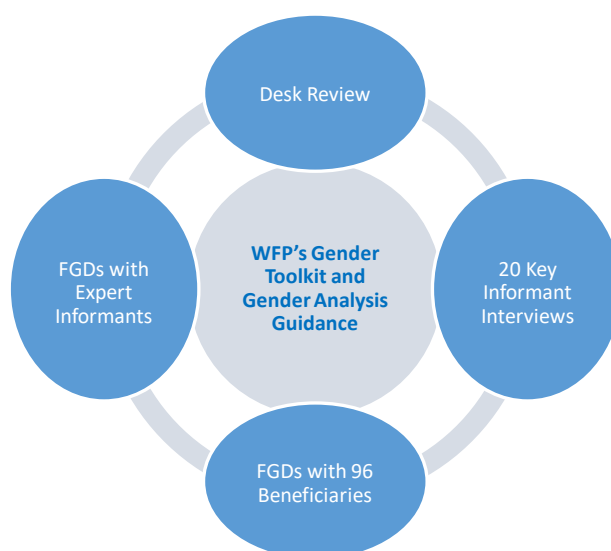 Desk Review
FGDs with
Expert
Informants
WFP's Gender
Toolkit and
Gender Analysis
Guidance
20 Key
Informant
Interviews
FGDs with 96
Beneficiaries